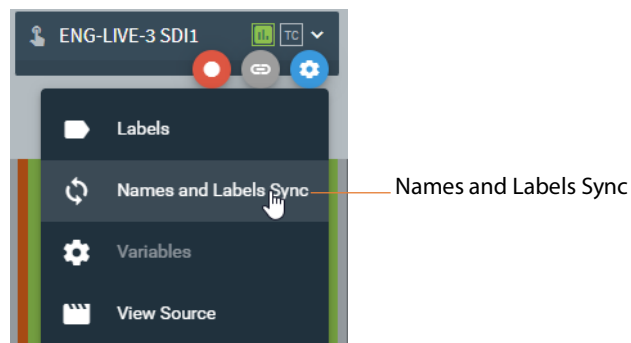 ENG-LIVE-3 SDI1 TC
Labels
Names and Labels Sync Names and Labels Sync
Variables
View Source